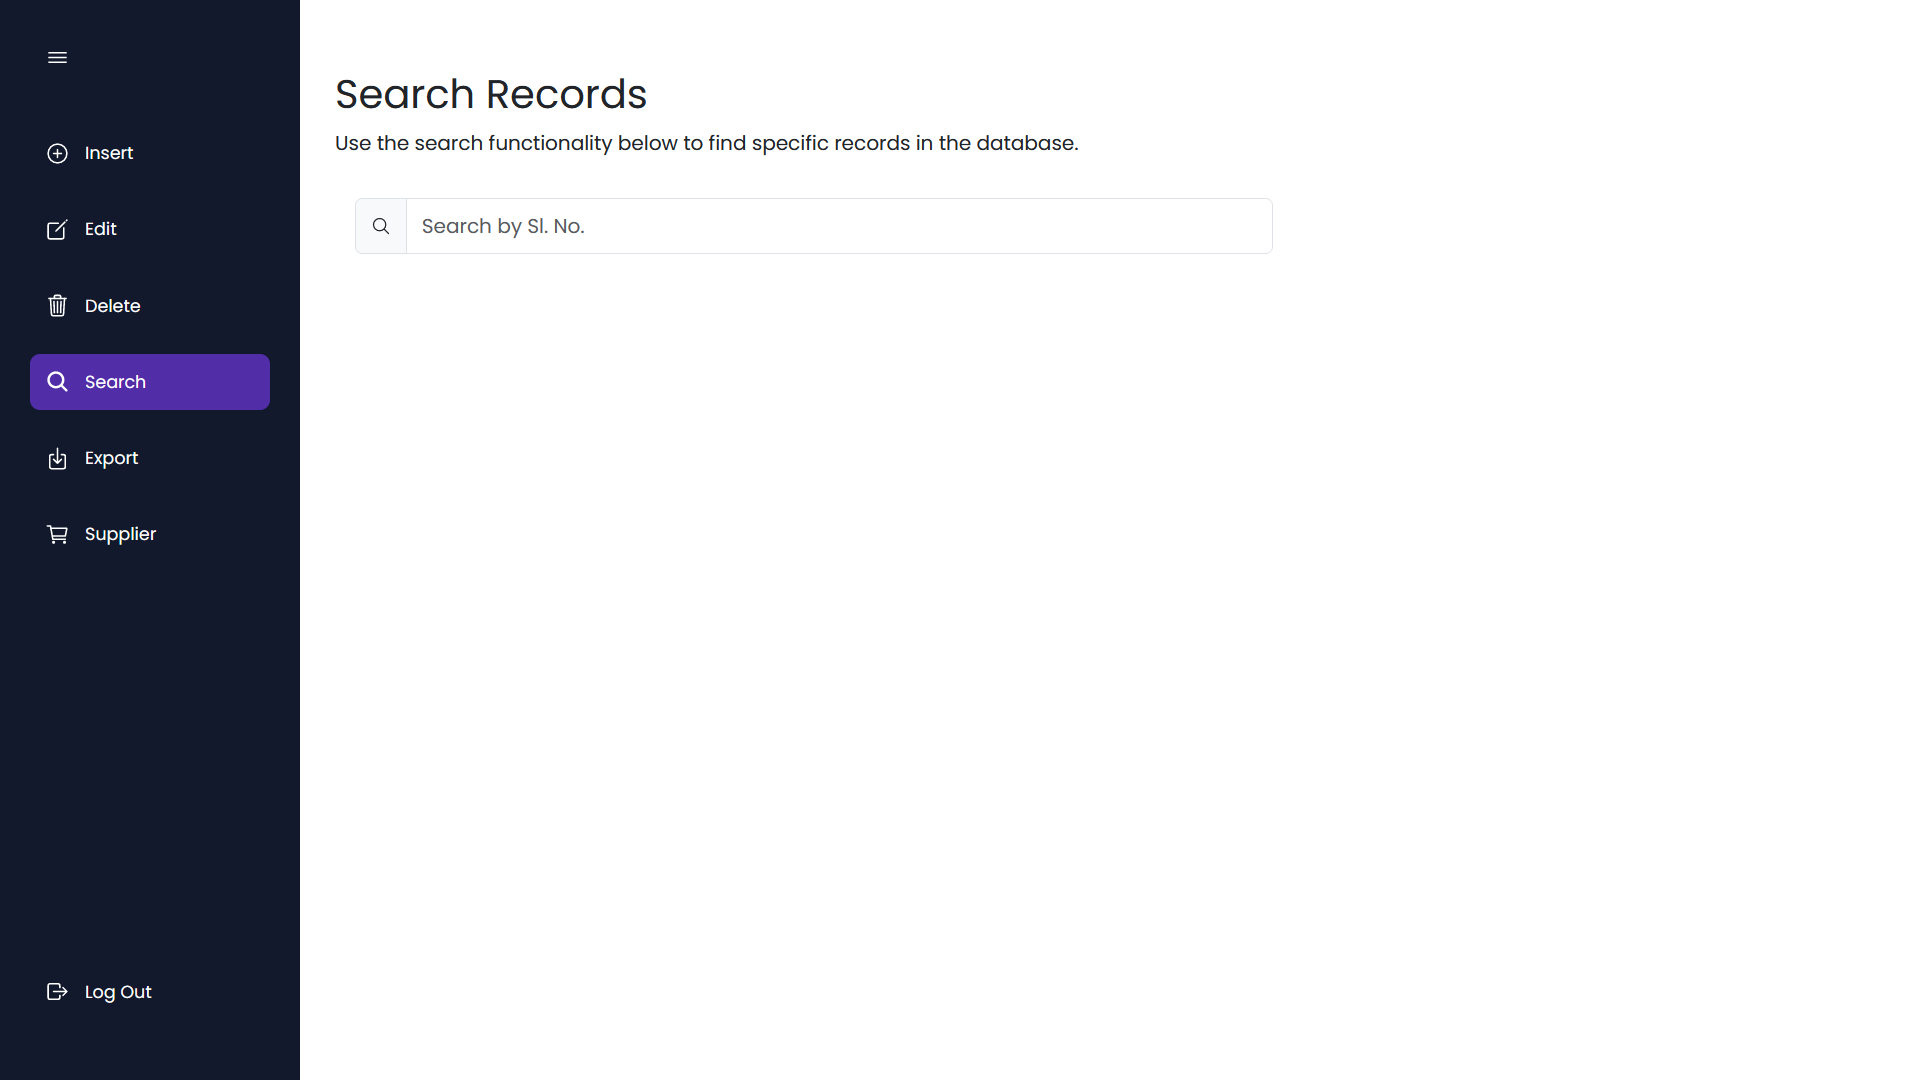 Insert
Edit
Delete
Search
Export
Supplier
Log Out
Search Records
Use the search functionality below to find specific records in the database.
Search by Sl. No.